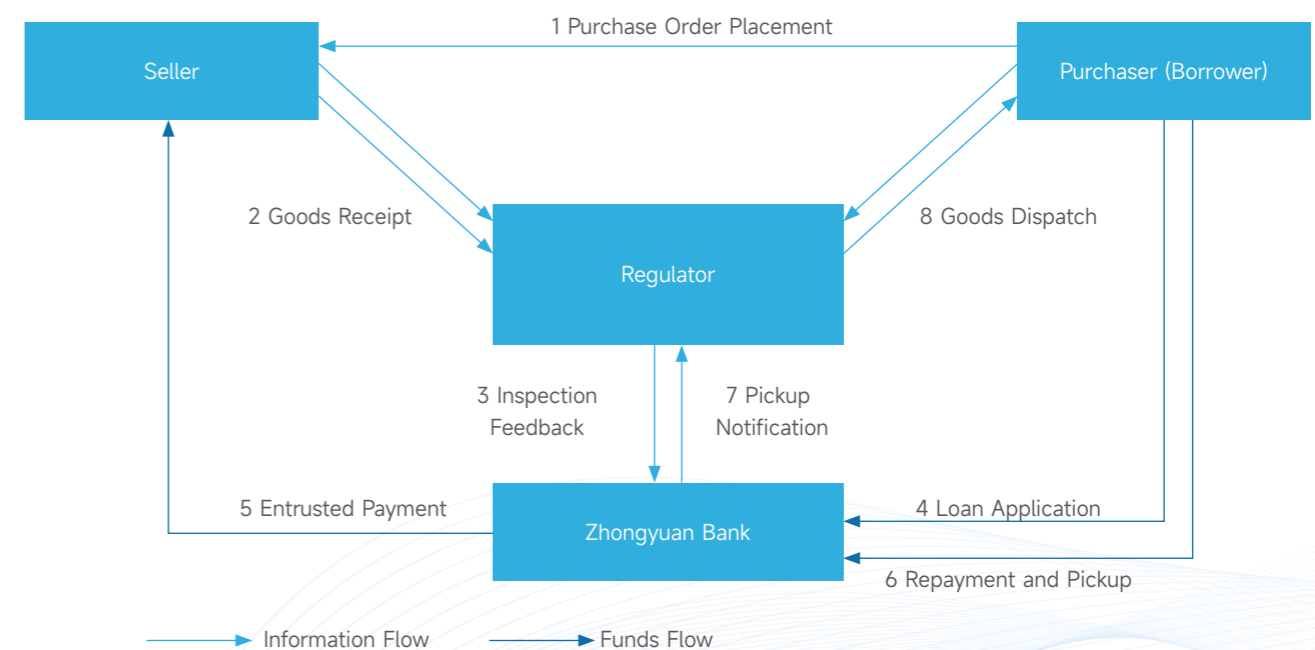 1 Purchase Order Placement
Seller
Purchaser (Borrower)
2 Goods Receipt
8 Goods Dispatch
Regulator
3 Inspection
Feedback
7 Pickup
Notification
5 Entrusted Payment
4 Loan Application
Zhongyuan Bank
6 Repayment and Pickup
Information Flow
Funds Flow